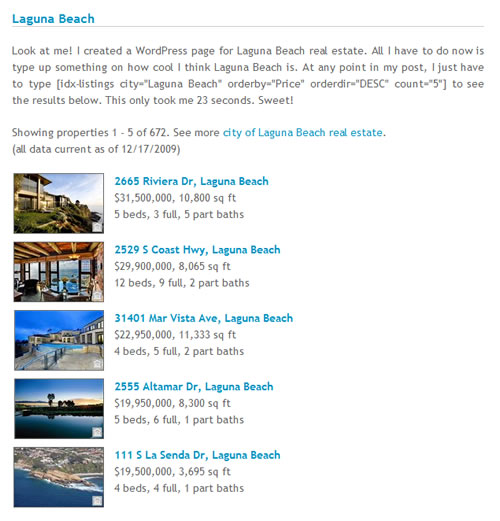 Laguna Beach
Look at me! I created a WordPress page for Laguna Beach real estate. All I have to do now is
type up something on how cool I think Laguna Beach is. At any point in my post, I just have
to type [idx-listings city="Laguna Beach" orderby="Price" orderdir="DESC" count="5"] to see
the results below. This only took me 23 seconds. Sweet!
Showing properties 1 - 5 of 672. See more city of Laguna Beach real estate.
(all data current as of 12/17/2009)
2665 Riviera Dr, Laguna Beach
$31,500,000, 10,800 sq ft
5 beds, 3 full, 5 part baths
2529 S Coast Hwy, Laguna Beach
$29,900,000, 8,065 sq ft
12 beds, 9 full, 2 part baths
31401 Mar Vista Ave, Laguna Beach
$22,950,000, 11,333 sq ft
4 beds, 5 full, 2 part baths
2555 Altamar Dr, Laguna Beach
$19,950,000, 8,300 sq ft
5 beds, 6 full, 1 part baths
111 S La Senda Dr, Laguna Beach
$19,500,000, 3,695 sq ft
4 beds, 4 full, 1 part baths